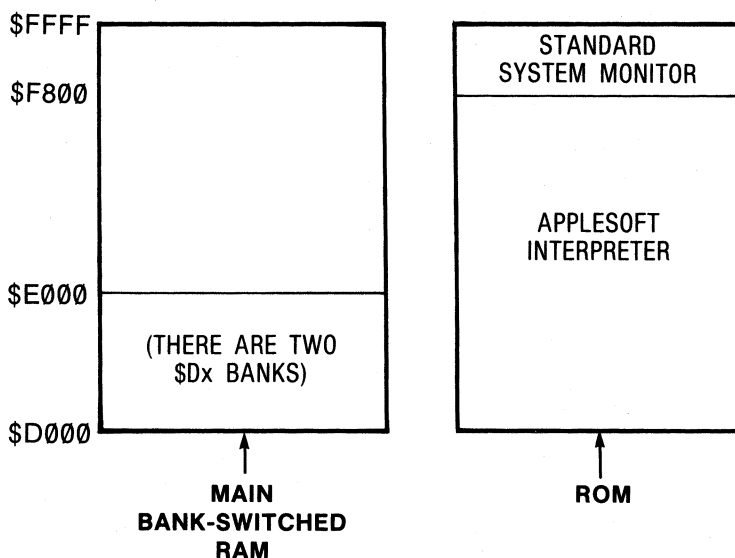 $FFFF
$F800
$E000
$D000
(THERE ARE TWO
$Dx BANKS)
MAIN
BANK-SWITCHED
RAM
STANDARD
SYSTEM MONITOR
APPLESOFT
INTERPRETER
ROM